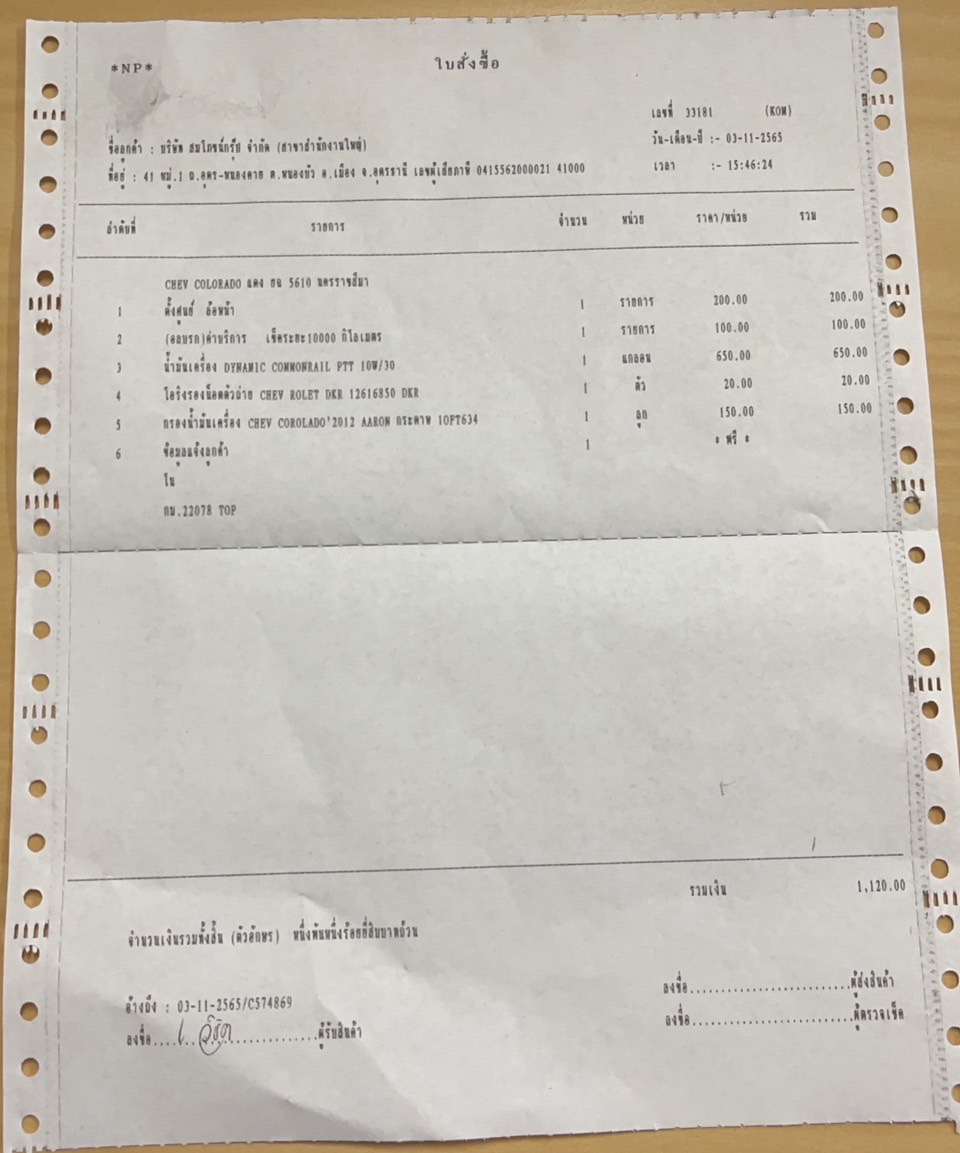 *NP*
ใบสั่งซื้อ
เลขที่ 33181 (KOM)
ชื่อลูกค้า : บริษัท สมโภชน์กรุ๊ป จำกัด (สาขาสำนักงานใหญ่)
วัน-เดือน-ปี :- 03-11-2565
ที่อยู่ : 41 หมู่.1 ถ.อุดร-หนองคาย ต.หนองบัว อ.เมือง จ.อุดรธานี เลขผู้เสียภาษี 0415562000021 41000
เวลา :- 15:46:24
ลำดับที่ รายการ จำนวน หน่วย ราคา/หน่วย รวม
CHEV COLORADO แดง 5610 นครราชสีมา
1 ตั้งศูนย์ ล้อหน้า 1 รายการ 200.00 200.00
2 (อลบรถ)ค่าบริการ เช็คระยะ10000 กิโลเมตร 1 รายการ 100.00 100.00
3 น้ำมันเครื่อง DYNAMIC COMMONRAIL PTT 10W/30 1 แกลอน 650.00 650.00
4 โอริงรองน็อตตัวถ่าย CHEV ROLET DKR 12616850 DKR 1 ตัว 20.00 20.00
5 กรองน้ำมันเครื่อง CHEV COROLADO'2012 AARON กระดาษ 1OFT634 1 ลูก 150.00 150.00
6 ข้อมูลแจ้งลูกค้า 1 * ฟรี *
ใน
กม.22078 TOP
รวมเงิน 1,120.00
จำนวนเงินรวมทั้งสิ้น (ตัวอักษร) หนึ่งพันหนึ่งร้อยยี่สิบบาทถ้วน
ลงชื่อ...........................ผู้ส่งสินค้า
อ้างถึง : 03-11-2565/C574869
ลงชื่อ...........................ผู้ตรวจเช็ค
ลงชื่อ...........................ผู้รับสินค้า